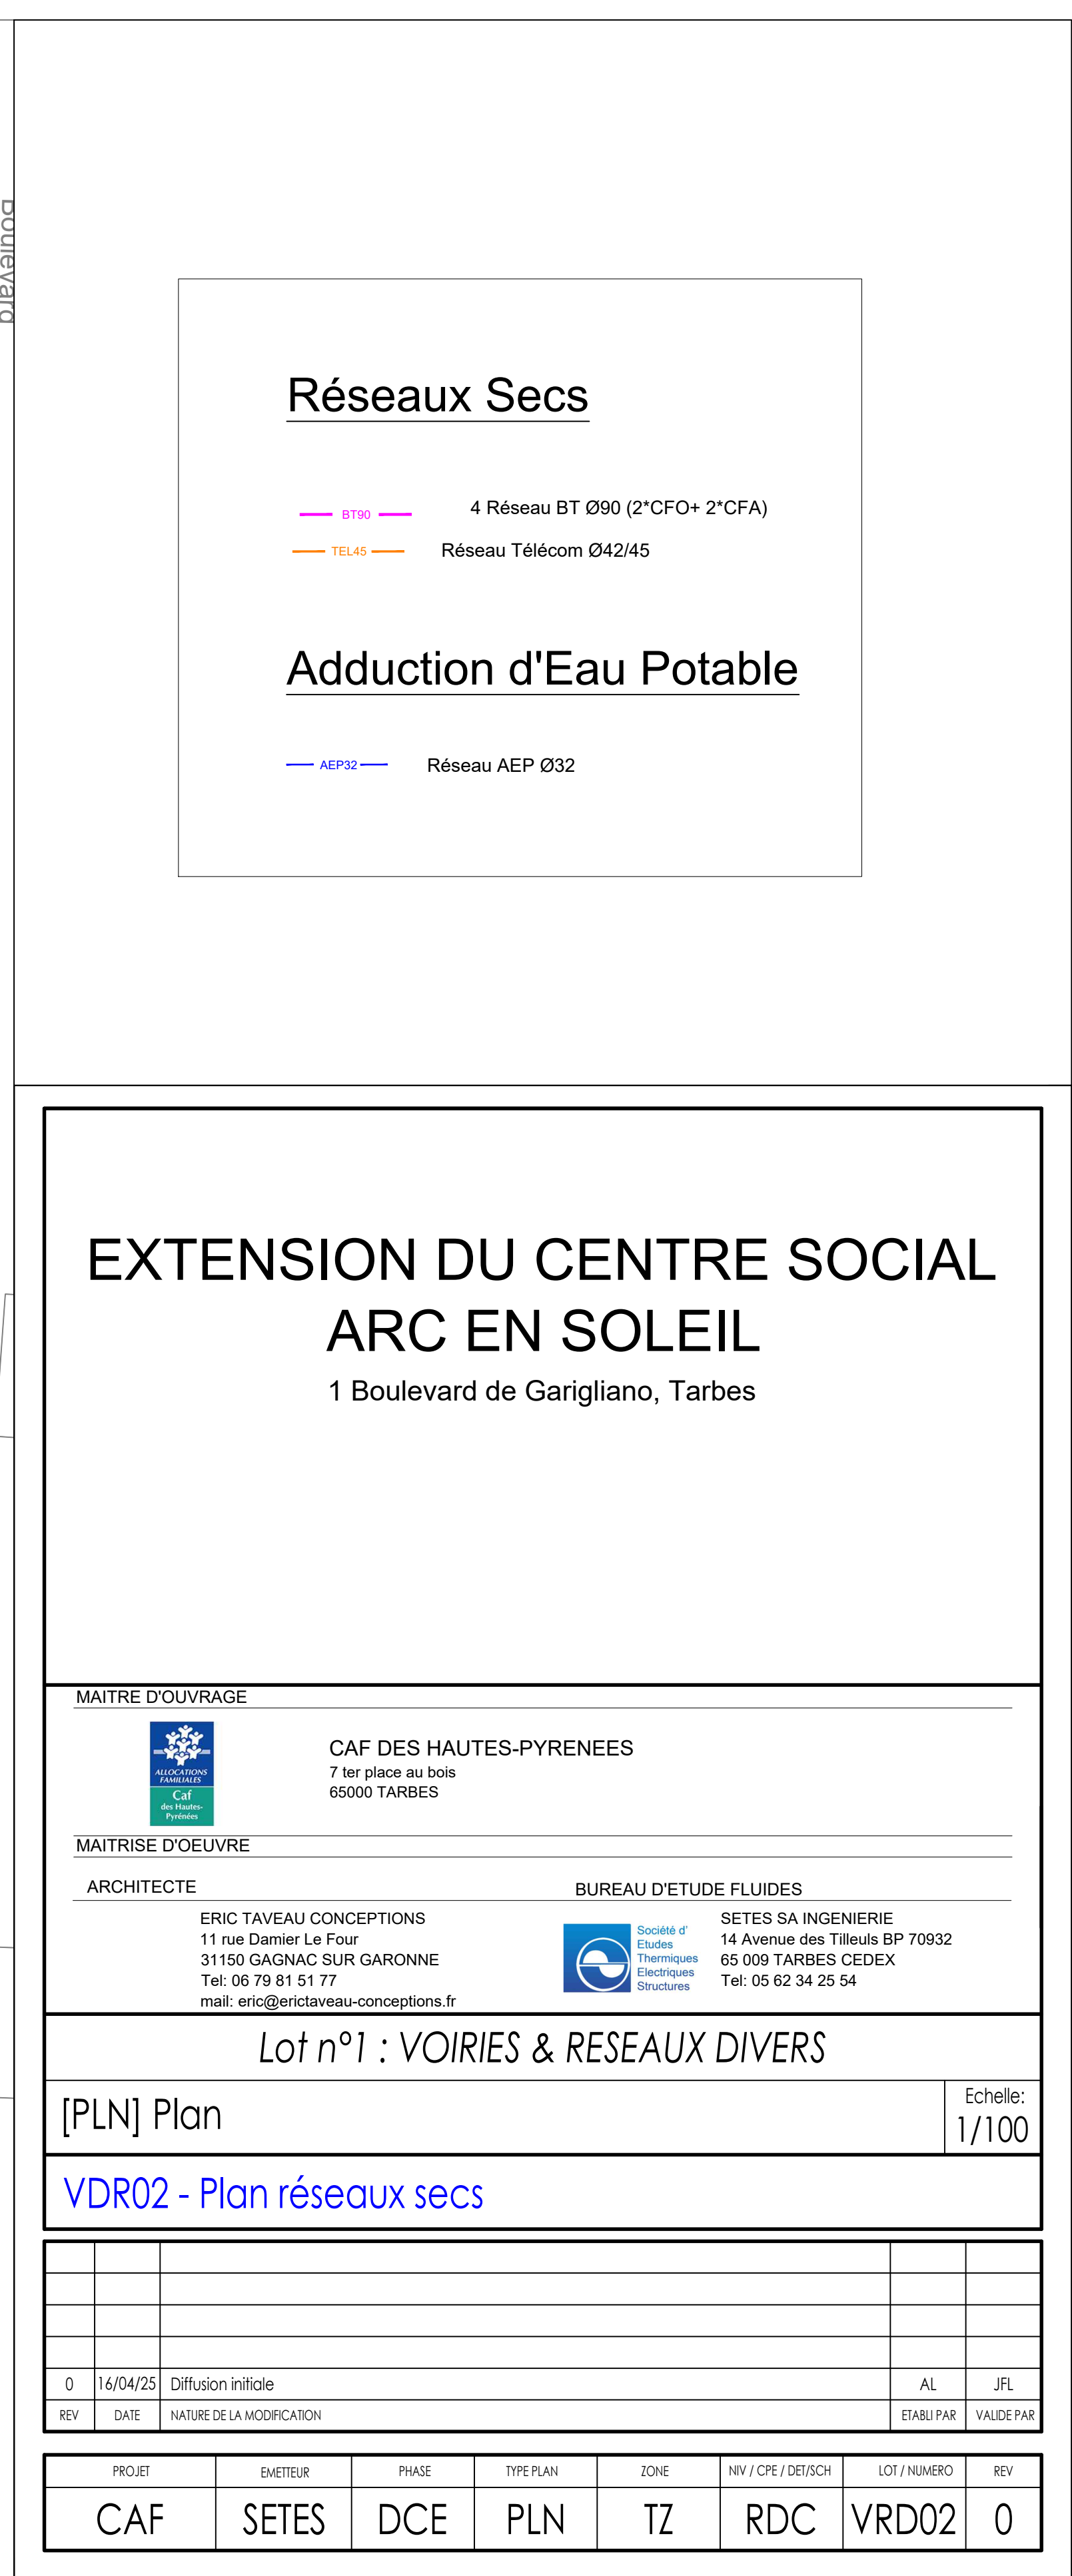 Boulevard
Réseaux Secs
BT90 4 Réseau BT Ø90 (2*CFO+ 2*CFA)
TEL45 Réseau Télécom Ø42/45
Adduction d'Eau Potable
AEP32 Réseau AEP Ø32
EXTENSION DU CENTRE SOCIAL
ARC EN SOLEIL
1 Boulevard de Garigliano, Tarbes
MAITRE D'OUVRAGE
ALLOCATIONS
FAMILIALES
Caf
des Hautes-
Pyrénées
CAF DES HAUTES-PYRENEES
7 ter place au bois
65000 TARBES
MAITRISE D'OEUVRE
ARCHITECTE
ERIC TAVEAU CONCEPTIONS
11 rue Damier Le Four
31150 GAGNAC SUR GARONNE
Tel: 06 79 81 51 77
mail: eric@erictaveau-conceptions.fr
BUREAU D'ETUDE FLUIDES
Société d'
Etudes
Thermiques
Electriques
Structures
SETES SA INGENIERIE
14 Avenue des Tilleuls BP 70932
65 009 TARBES CEDEX
Tel: 05 62 34 25 54
Lot n°1 : VOIRIES & RESEAUX DIVERS
[PLN] Plan
Echelle:
1/100
VDR02 - Plan réseaux secs
0 16/04/25 Diffusion initiale AL JFL
REV DATE NATURE DE LA MODIFICATION ETABLI PAR VALIDE PAR
PROJET EMETTEUR PHASE TYPE PLAN ZONE NIV / CPE / DET/SCH LOT / NUMERO REV
CAF SETES DCE PLN TZ RDC VRD02 0